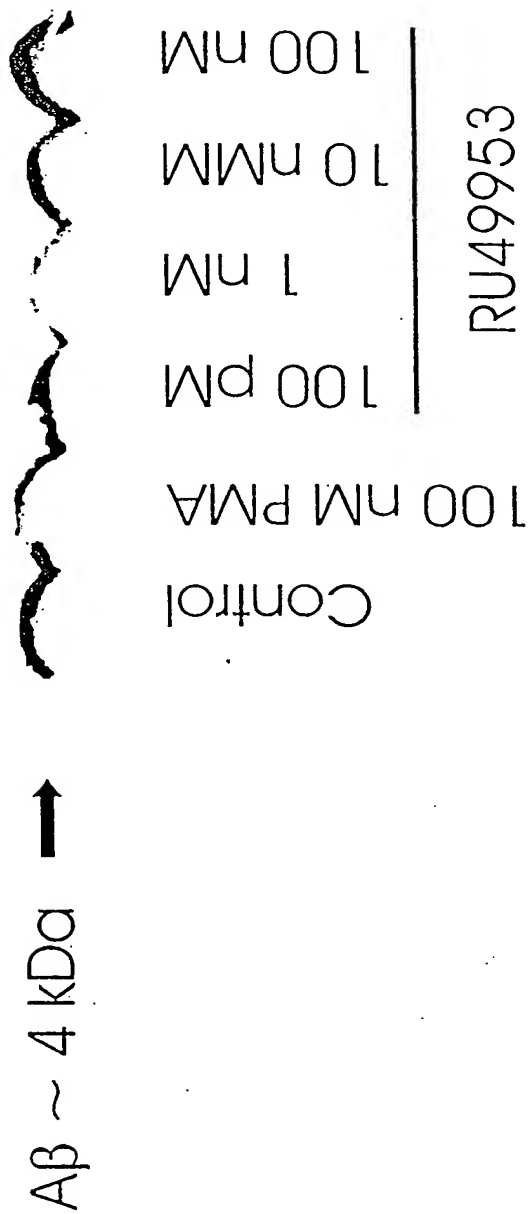 Aβ ~ 4 kDa
Control
100 nM PMA
100 pM
1 nM
10 nMM
100 nM
RU49953